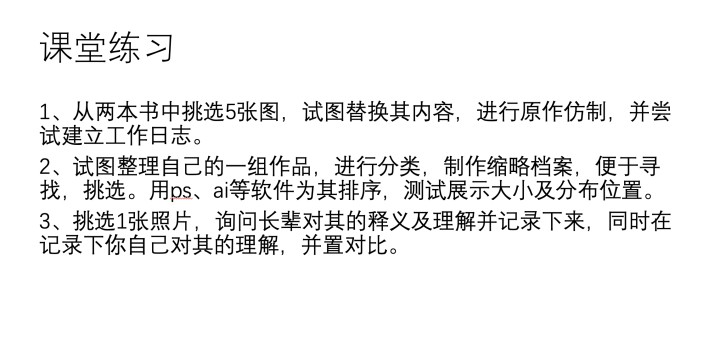 课堂练习
1、从两本书中挑选5张图，试图替换其内容，进行原作仿制，并尝
试建立工作日志。
2、试图整理自己的一组作品，进行分类，制作缩略档案，便于寻
找，挑选。用ps、ai等软件为其排序，测试展示大小及分布位置。
3、挑选1张照片，询问长辈对其的释义及理解并记录下来，同时在
记录下你自己对其的理解，并置对比。